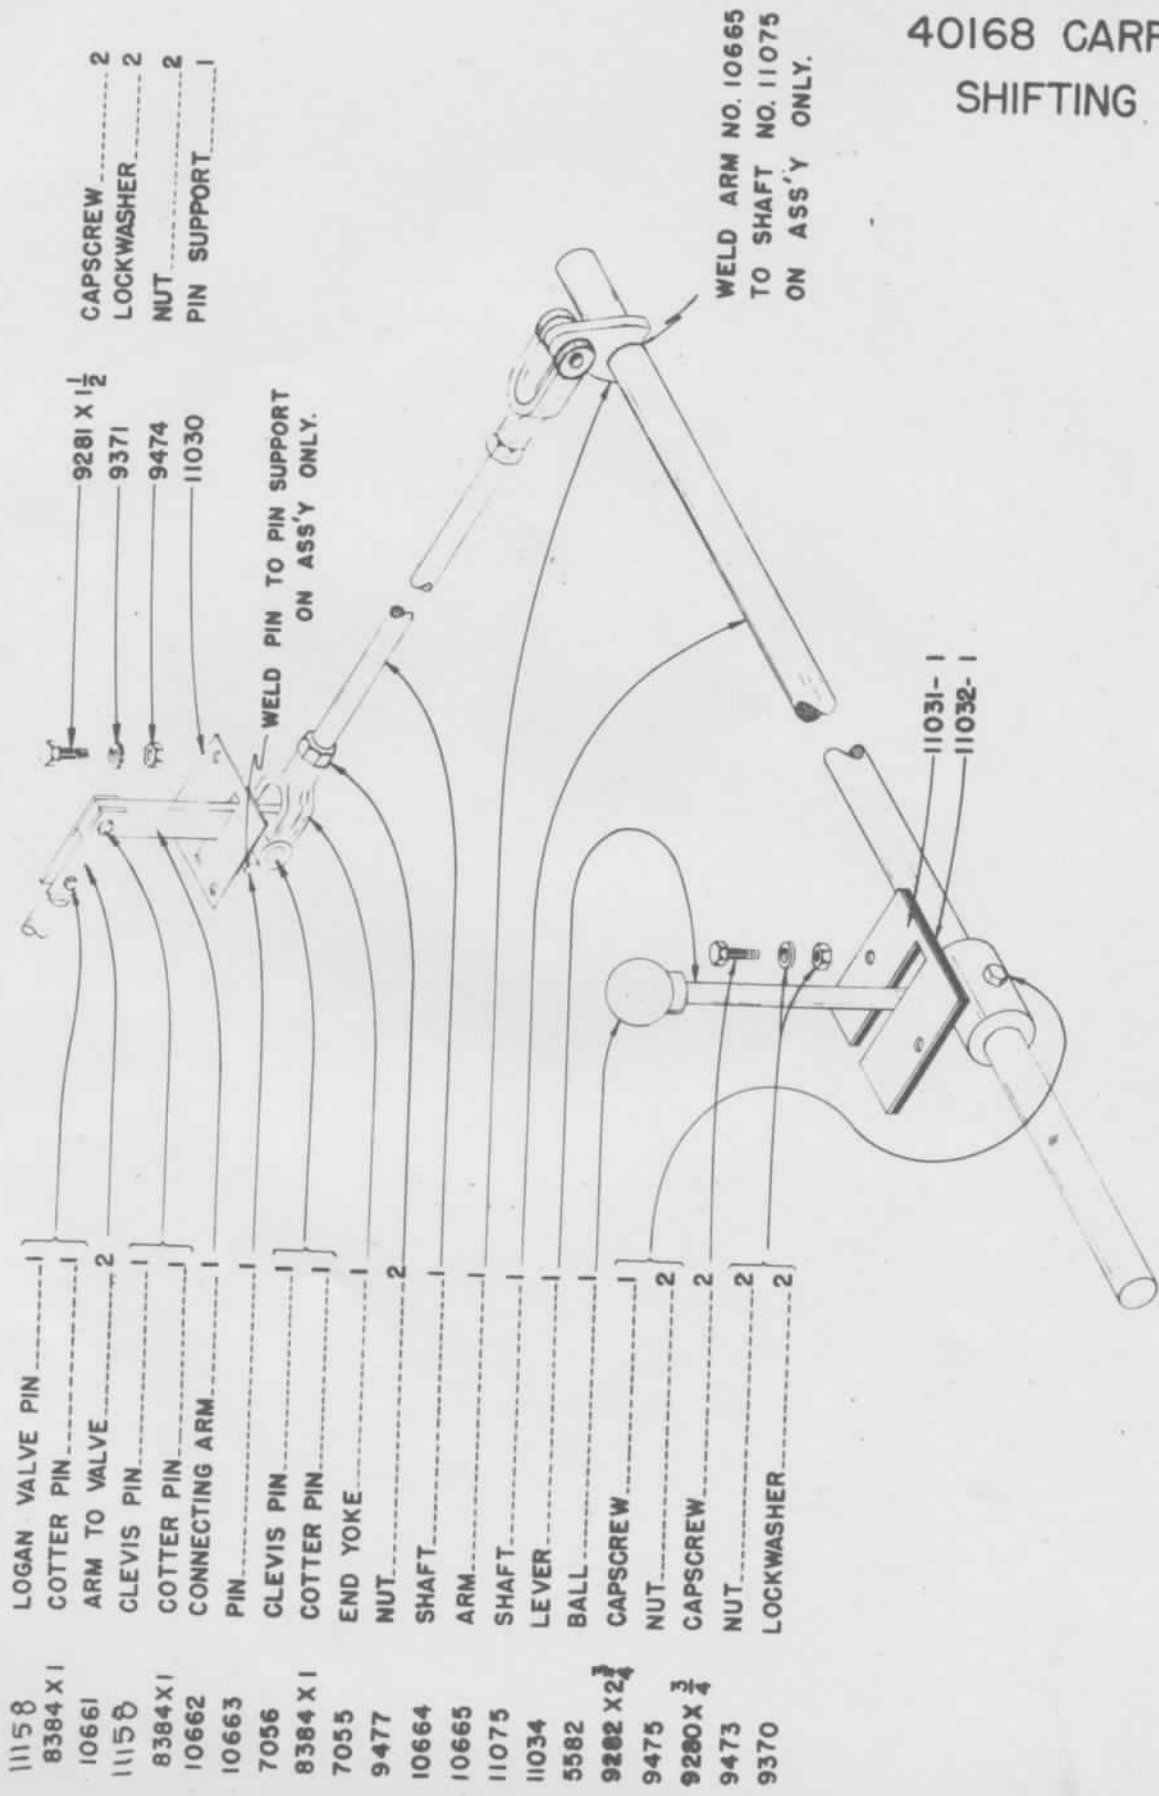 40168 CARR
SHIFTING
11158 LOGAN VALVE PIN 1
8384 X 1 COTTER PIN 1
10661 ARM TO VALVE 2
11158 CLEVIS PIN 1
8384 X 1 COTTER PIN 1
10662 CONNECTING ARM 1
10663 PIN 1
7056 CLEVIS PIN 1
8384 X 1 COTTER PIN 1
7055 END YOKE 1
9477 NUT 2
10664 SHAFT 1
10665 ARM 1
11075 SHAFT 1
11034 LEVER 1
5582 BALL 1
9282 X 2 3/4 CAPSCREW 1
9475 NUT 2
9280 X 3/4 CAPSCREW 2
9473 NUT 2
9370 LOCKWASHER 2
9281 X 1 1/2 CAPSCREW 2
9371 LOCKWASHER 2
9474 NUT 2
11030 PIN SUPPORT 1
WELD PIN TO PIN SUPPORT
ON ASS'Y ONLY.
WELD ARM NO. 10665
TO SHAFT NO. 11075
ON ASS'Y ONLY.
11031- 1
11032- 1